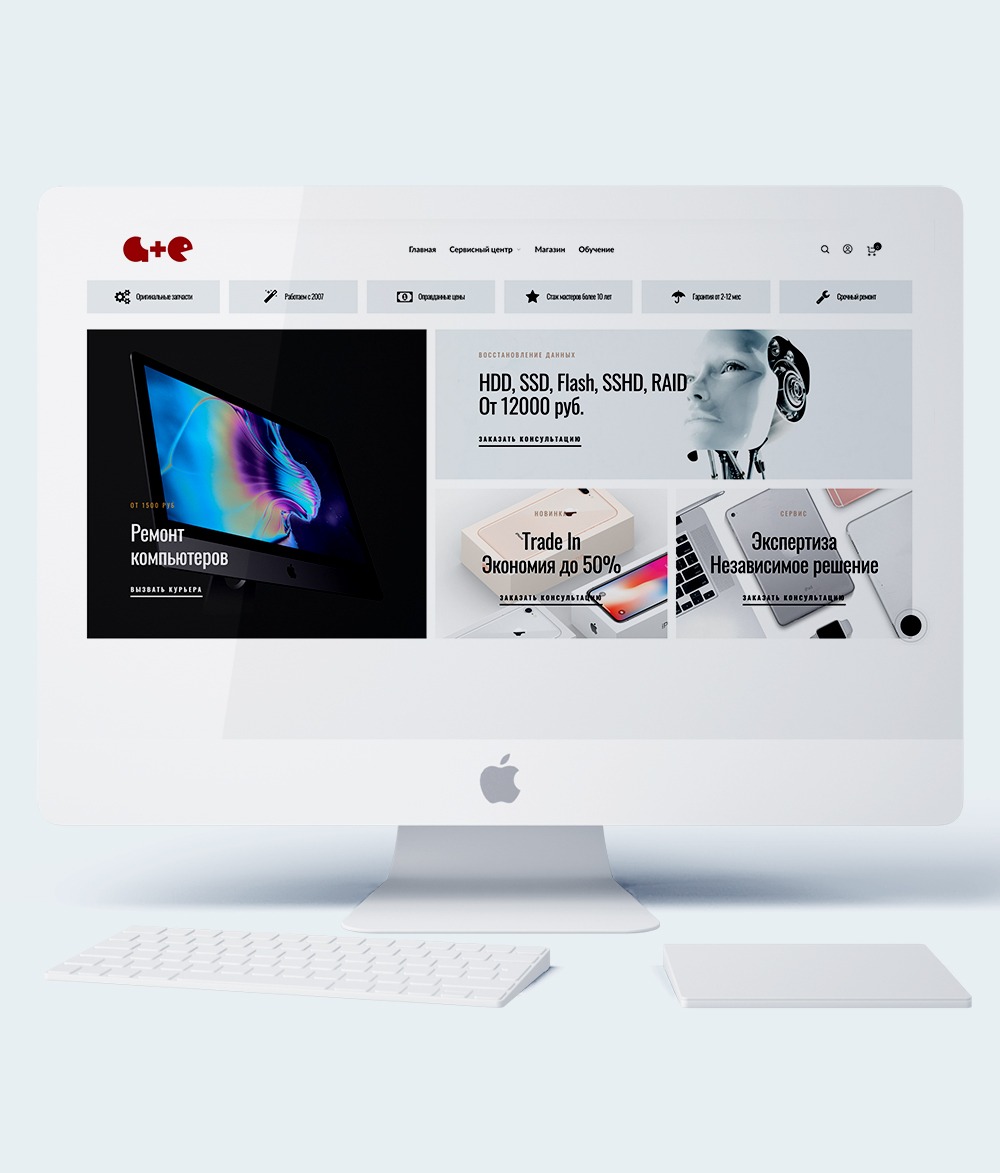 a+e
Главная Сервисный центр Магазин Обучение
0
Оригинальные запчасти
Работаем с 2007
Оправданные цены
Стаж мастеров более 10 лет
Гарантия от 2-12 мес
Срочный ремонт
ВОССТАНОВЛЕНИЕ ДАННЫХ
HDD, SSD, Flash, SSHD, RAID
От 12000 руб.
ЗАКАЗАТЬ КОНСУЛЬТАЦИЮ
ОТ 1500 РУБ
Ремонт
компьютеров
ВЫЗВАТЬ КУРЬЕРА
НОВИНКА
Trade In
Экономия до 50%
ЗАКАЗАТЬ КОНСУЛЬТАЦИЮ
СЕРВИС
Экспертиза
Независимое решение
ЗАКАЗАТЬ КОНСУЛЬТАЦИЮ